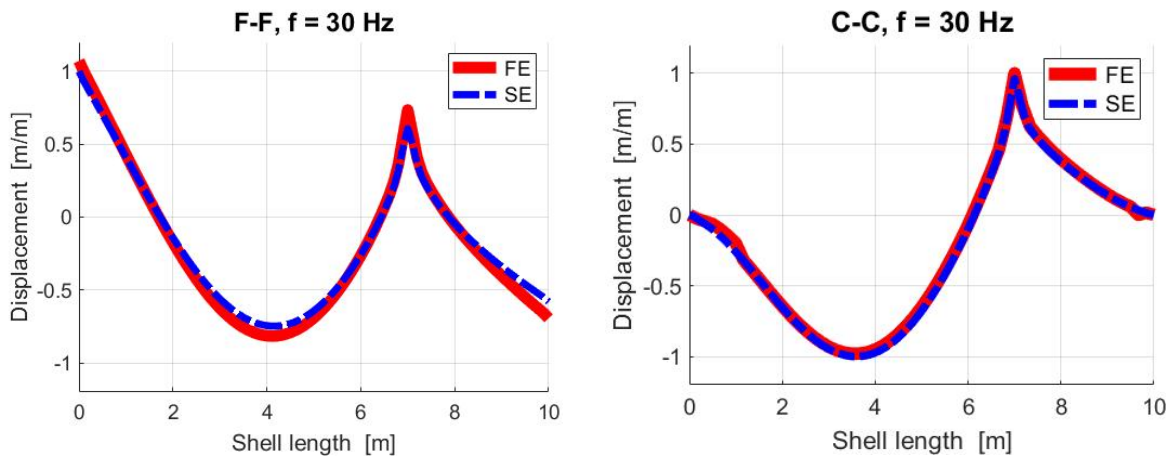 F-F, f = 30 Hz
FE
SE
1
0.5
0
-0.5
-1
Displacement [m/m]
0 2 4 6 8 10
Shell length [m]
C-C, f = 30 Hz
FE
SE
1
0.5
0
-0.5
-1
Displacement [m/m]
0 2 4 6 8 10
Shell length [m]